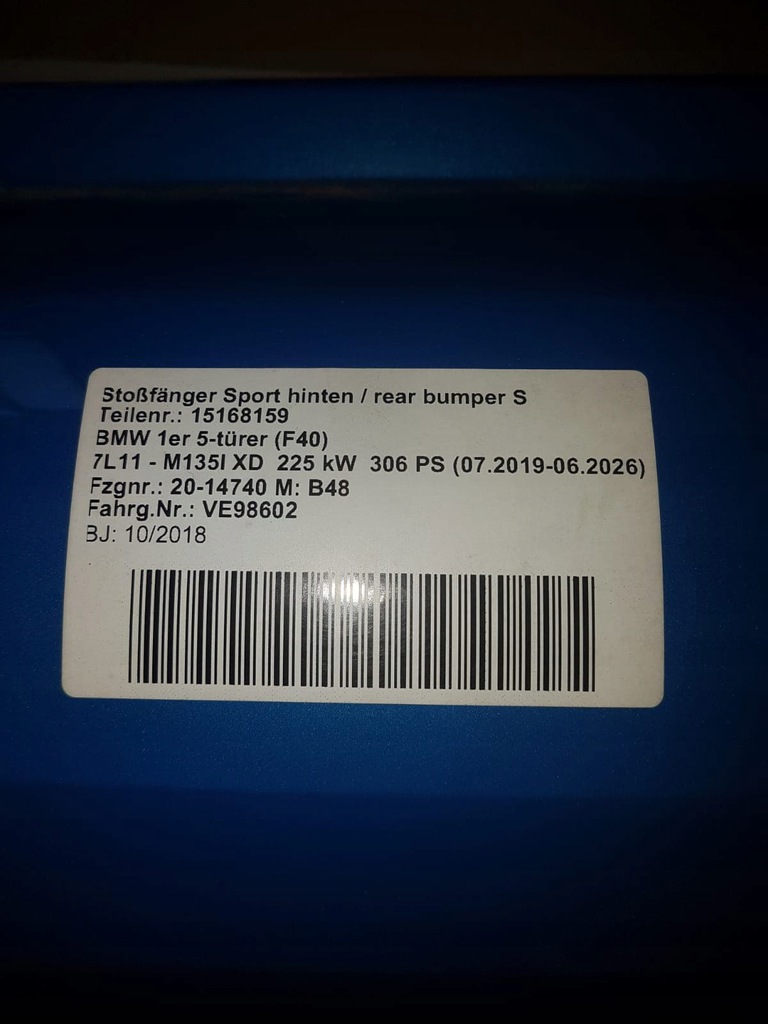 Stoßfänger Sport hinten / rear bumper S
Teilenr.: 15168159
BMW 1er 5-türer (F40)
7L11 - M135I XD 225 kW 306 PS (07.2019-06.2026)
Fzgnr.: 20-14740 M: B48
Fahrg.Nr.: VE98602
BJ: 10/2018